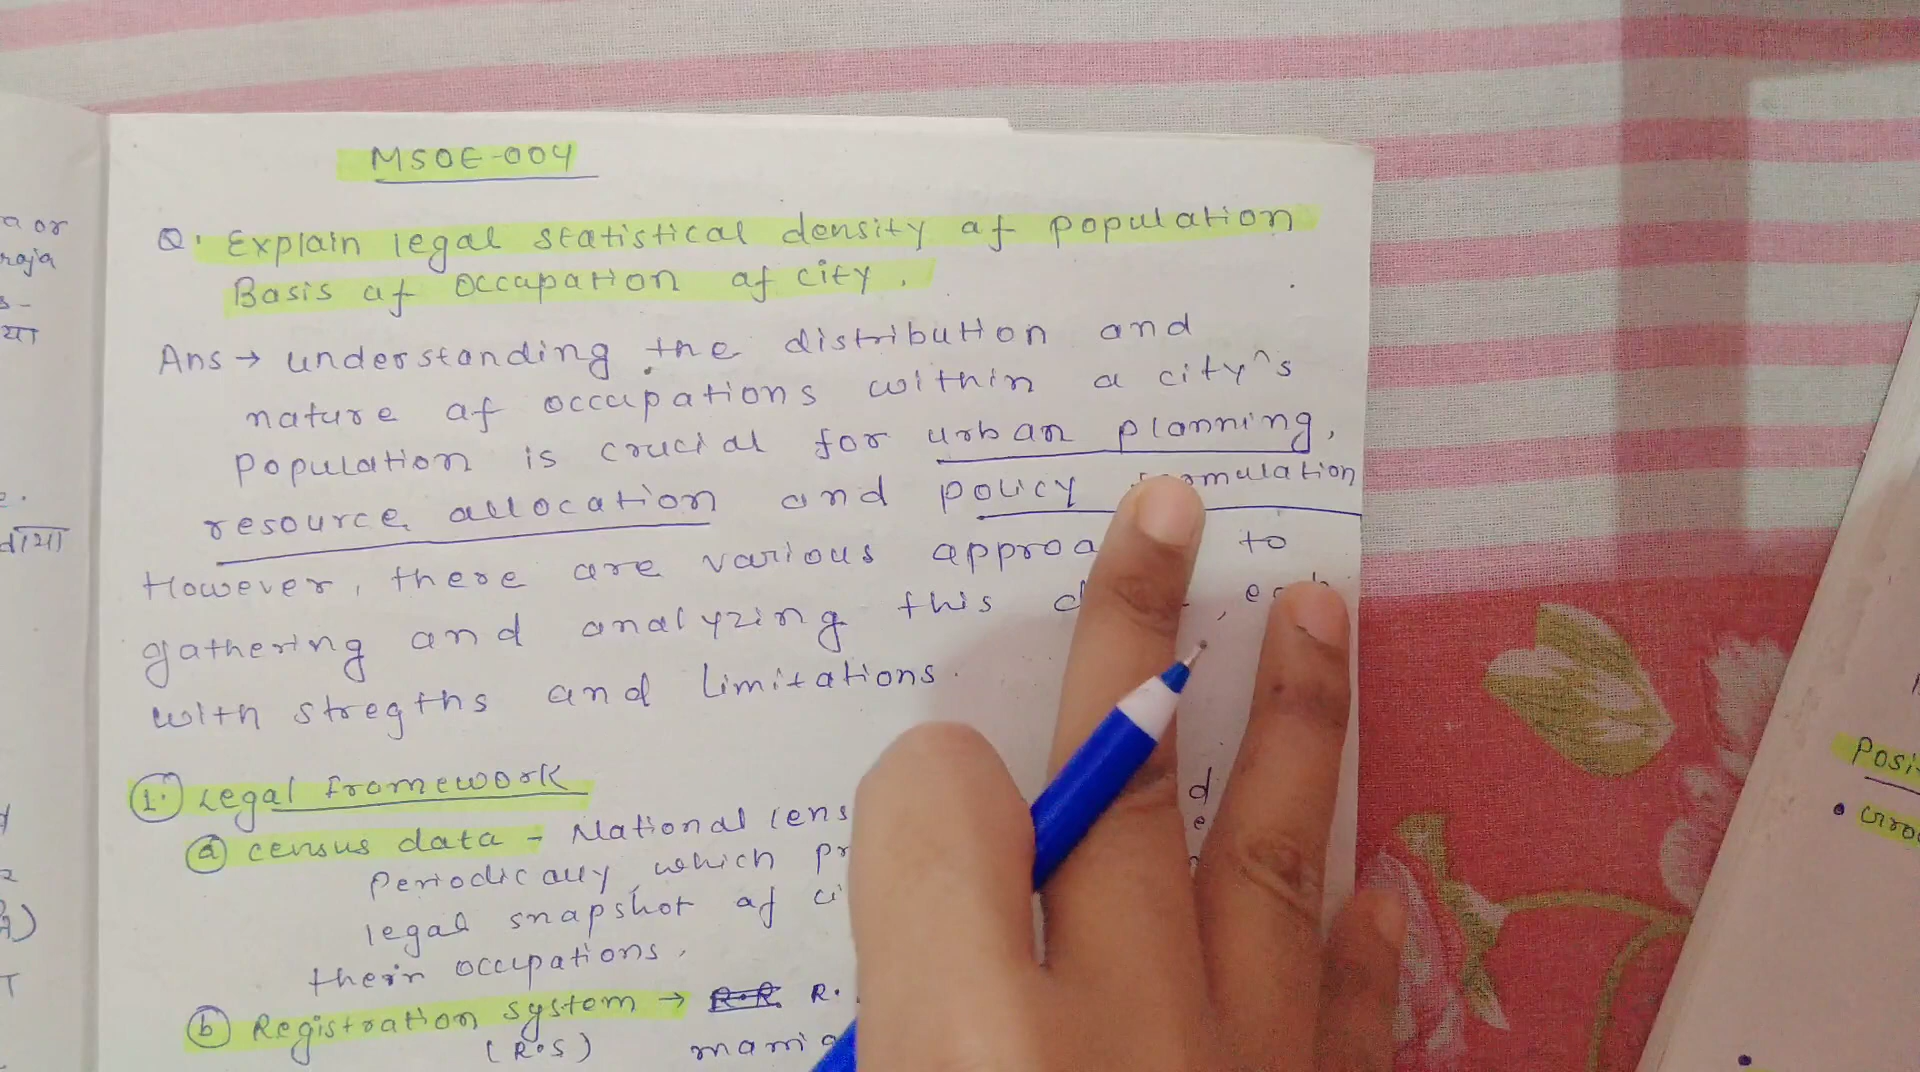 MSOE-004
Q. Explain legal statistical density af population
Basis af occupation af city.
Ans → understanding the distribution and
nature af occupations within a city's
population is crucial for urban planning,
resource allocation and policy
However, there are various to
gathering and analyzing this
with stregths and limitations.
1. Legal framework
a census data - National
Periodically, which
legal snapshot af
their occupations.
b Registration system → R.
(R.S)
a or
raja
या
Posi-